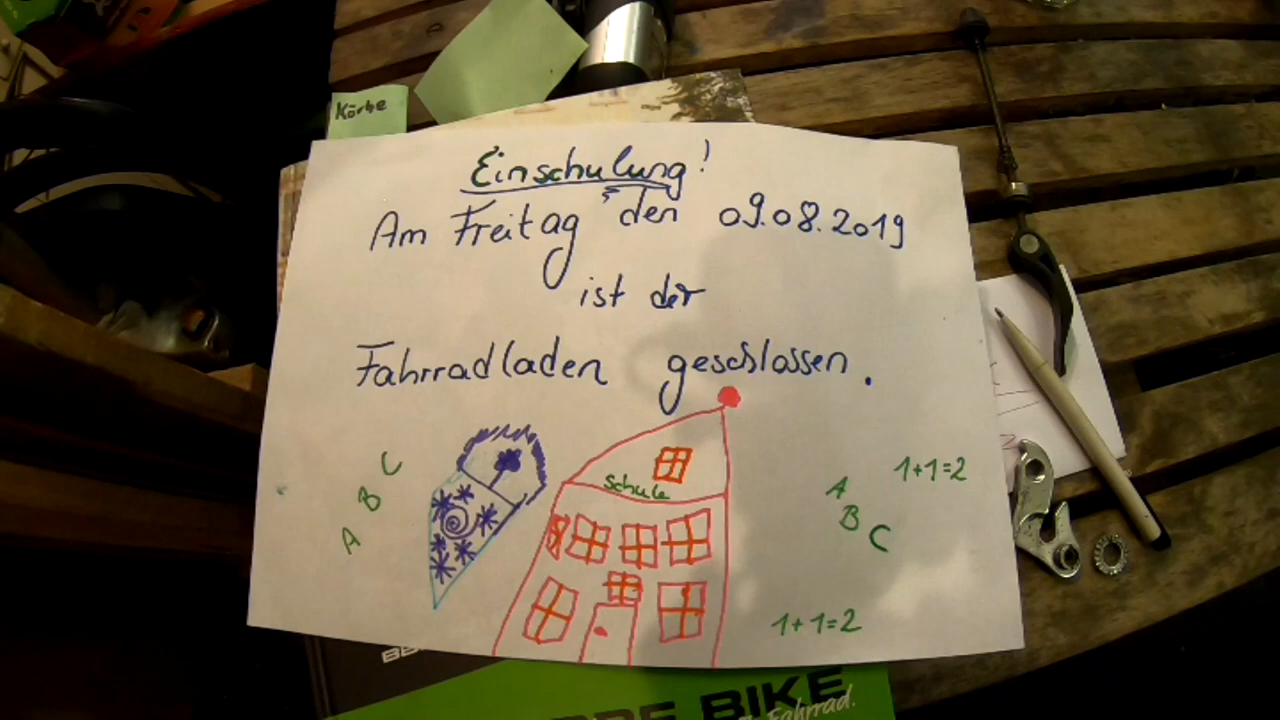 Körbe
Einschulung!
Am Freitag den 09.08.2019
ist der
Fahrradladen geschlossen.
Schule
A B C
A
B
C
1+1=2
1+1=2
BIKE
Fahrrad.